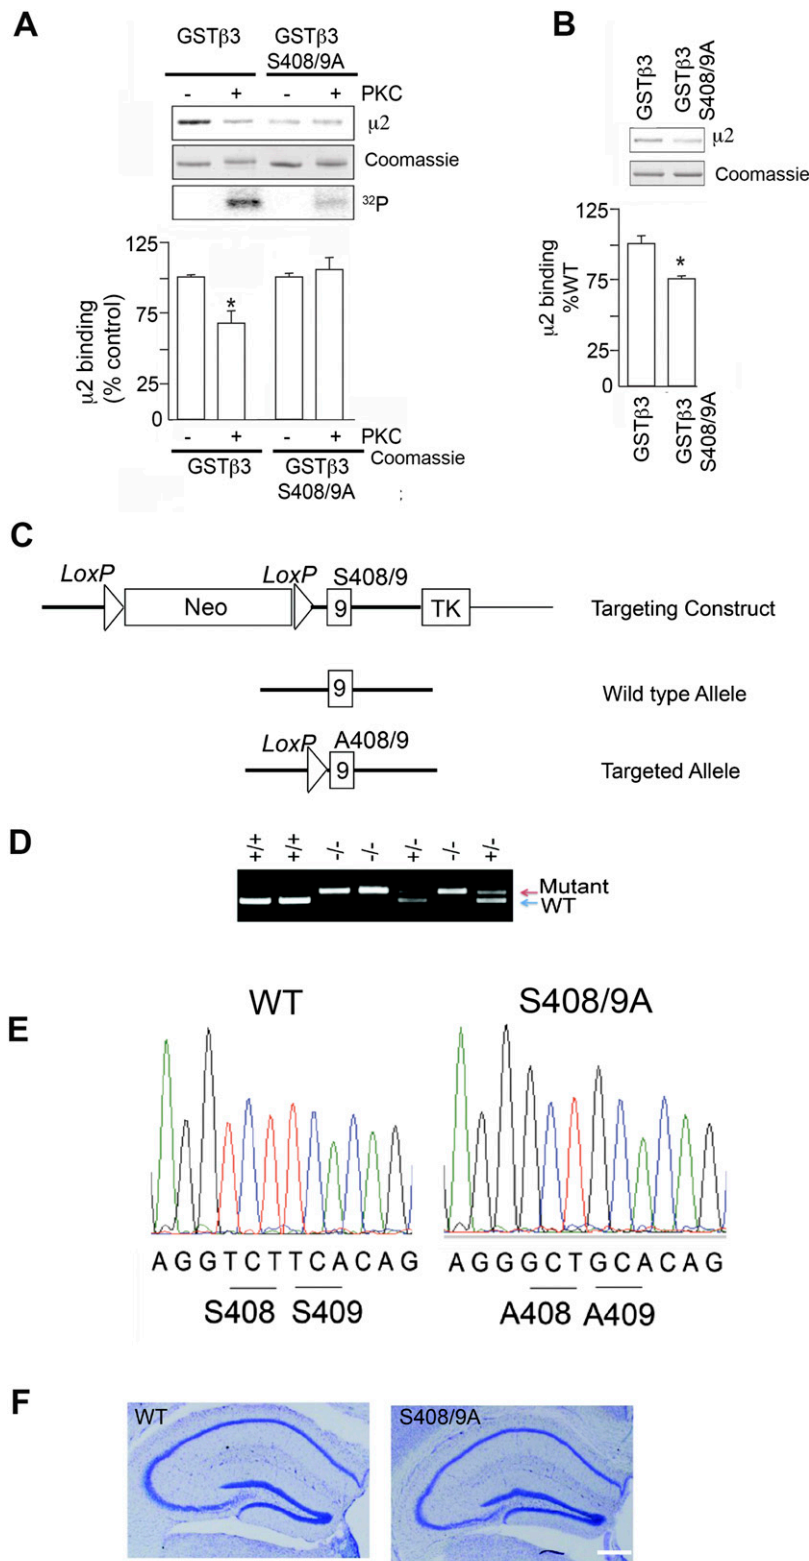 A
GSTβ3 GSTβ3 S408/9A
- + - + PKC
μ2
Coomassie
32P
125
75
25
0
μ2 binding (% control)
*
- + - + PKC
GSTβ3 GSTβ3 S408/9A
Coomassie
:
B
GSTβ3 GSTβ3 S408/9A
μ2
Coomassie
125
75
25
0
μ2 binding %WT
*
GSTβ3 GSTβ3 S408/9A
C
LoxP LoxP S408/9
Neo 9 TK Targeting Construct
9 Wild type Allele
LoxP A408/9
9 Targeted Allele
D
+/+ +/+ -/- -/- +/- -/- +/-
Mutant
WT
E
WT S408/9A
A G G T C T T C A C A G A G G G C T G C A C A G
S408 S409 A408 A409
F
WT S408/9A